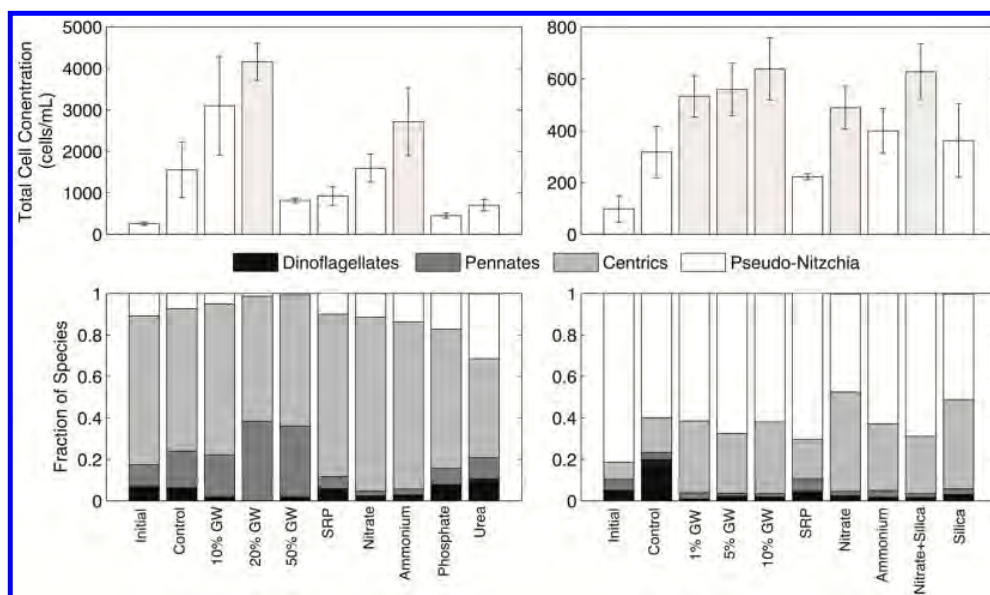 Total Cell Conentration
(cells/mL)
5000
4000
3000
2000
1000
0
800
600
400
200
0
Dinoflagellates
Pennates
Centrics
Pseudo-Nitzchia
Fraction of Species
1
0.8
0.6
0.4
0.2
0
1
0.8
0.6
0.4
0.2
0
Initial
Control
10% GW
20% GW
50% GW
SRP
Nitrate
Ammonium
Phosphate
Urea
Initial
Control
1% GW
5% GW
10% GW
SRP
Nitrate
Ammonium
Nitrate+Silica
Silica